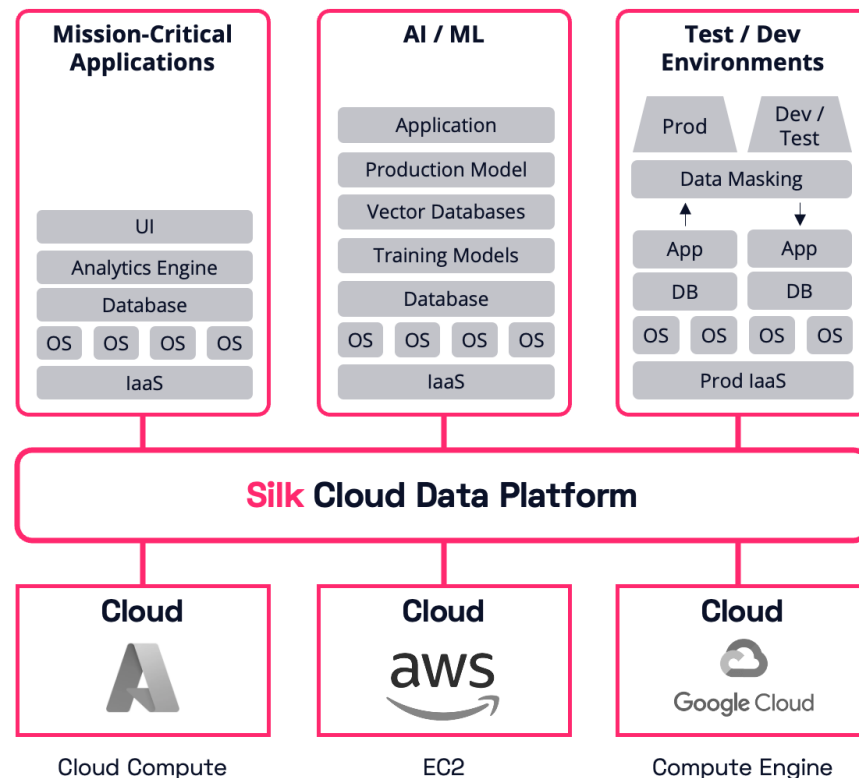 Mission-Critical
Applications
UI
Analytics Engine
Database
OS OS OS OS
IaaS
AI / ML
Application
Production Model
Vector Databases
Training Models
Database
OS OS OS OS
IaaS
Test / Dev
Environments
Prod
Dev /
Test
Data Masking
App App
DB DB
OS OS OS OS
Prod IaaS
Silk Cloud Data Platform
Cloud
Cloud Compute
Cloud
aws
EC2
Cloud
Google Cloud
Compute Engine